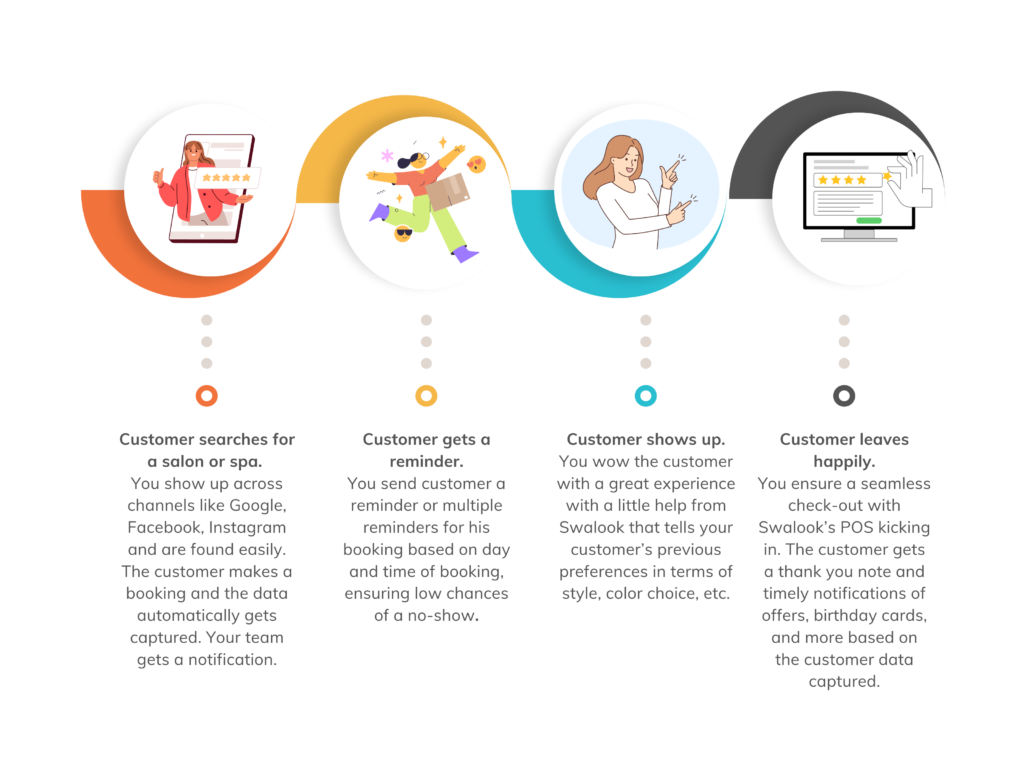 Customer searches for
a salon or spa.
You show up across
channels like Google,
Facebook, Instagram
and are found easily.
The customer makes a
booking and the data
automatically gets
captured. Your team
gets a notification.
Customer gets a
reminder.
You send customer a
reminder or multiple
reminders for his
booking based on day
and time of booking,
ensuring low chances
of a no-show.
Customer shows up.
You wow the customer
with a great experience
with a little help from
Swalook that tells your
customer’s previous
preferences in terms of
style, color choice, etc.
Customer leaves
happily.
You ensure a seamless
check-out with
Swalook’s POS kicking
in. The customer gets
a thank you note and
timely notifications of
offers, birthday cards,
and more based on
the customer data
captured.